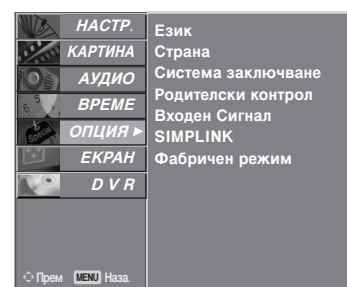 НАСТР.
КАРТИНА
АУДИО
ВРЕМЕ
ОПЦИЯ ►
ЕКРАН
D V R
Език
Страна
Система заключване
Родителски контрол
Входен Сигнал
SIMPLINK
Фабричен режим
Прем MENU Наза.